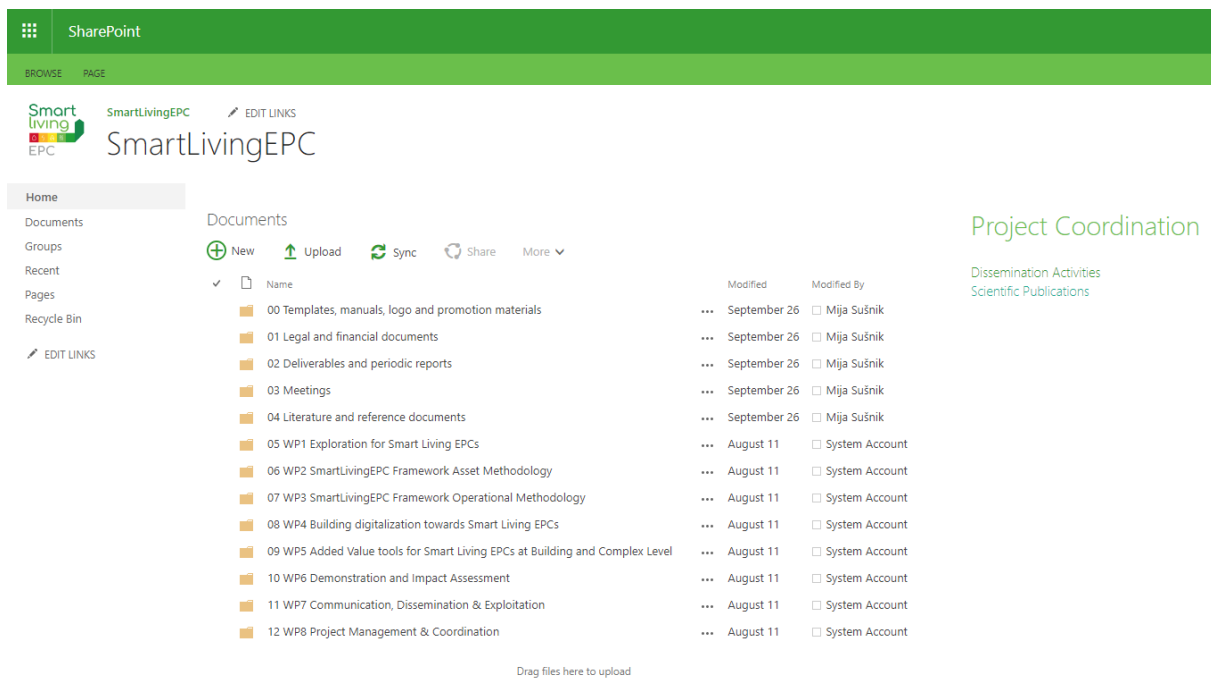 SharePoint
BROWSE PAGE
Smart
living
EPC
SmartLivingEPC EDIT LINKS
SmartLivingEPC
Home
Documents
Groups
Recent
Pages
Recycle Bin
EDIT LINKS
Documents
New Upload Sync Share More
Name Modified Modified By
00 Templates, manuals, logo and promotion materials ... September 26 Mija Sušnik
01 Legal and financial documents ... September 26 Mija Sušnik
02 Deliverables and periodic reports ... September 26 Mija Sušnik
03 Meetings ... September 26 Mija Sušnik
04 Literature and reference documents ... September 26 Mija Sušnik
05 WP1 Exploration for Smart Living EPCs ... August 11 System Account
06 WP2 SmartLivingEPC Framework Asset Methodology ... August 11 System Account
07 WP3 SmartLivingEPC Framework Operational Methodology ... August 11 System Account
08 WP4 Building digitalization towards Smart Living EPCs ... August 11 System Account
09 WP5 Added Value tools for Smart Living EPCs at Building and Complex Level ... August 11 System Account
10 WP6 Demonstration and Impact Assessment ... August 11 System Account
11 WP7 Communication, Dissemination & Exploitation ... August 11 System Account
12 WP8 Project Management & Coordination ... August 11 System Account
Drag files here to upload
Project Coordination
Dissemination Activities
Scientific Publications